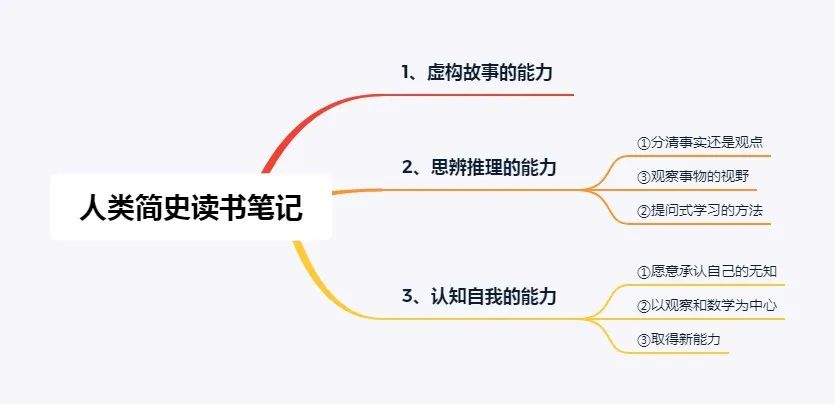 人类简史读书笔记
1、虚构故事的能力
2、思辨推理的能力
①分清事实还是观点
③观察事物的视野
②提问式学习的方法
3、认知自我的能力
①愿意承认自己的无知
②以观察和数学为中心
③取得新能力